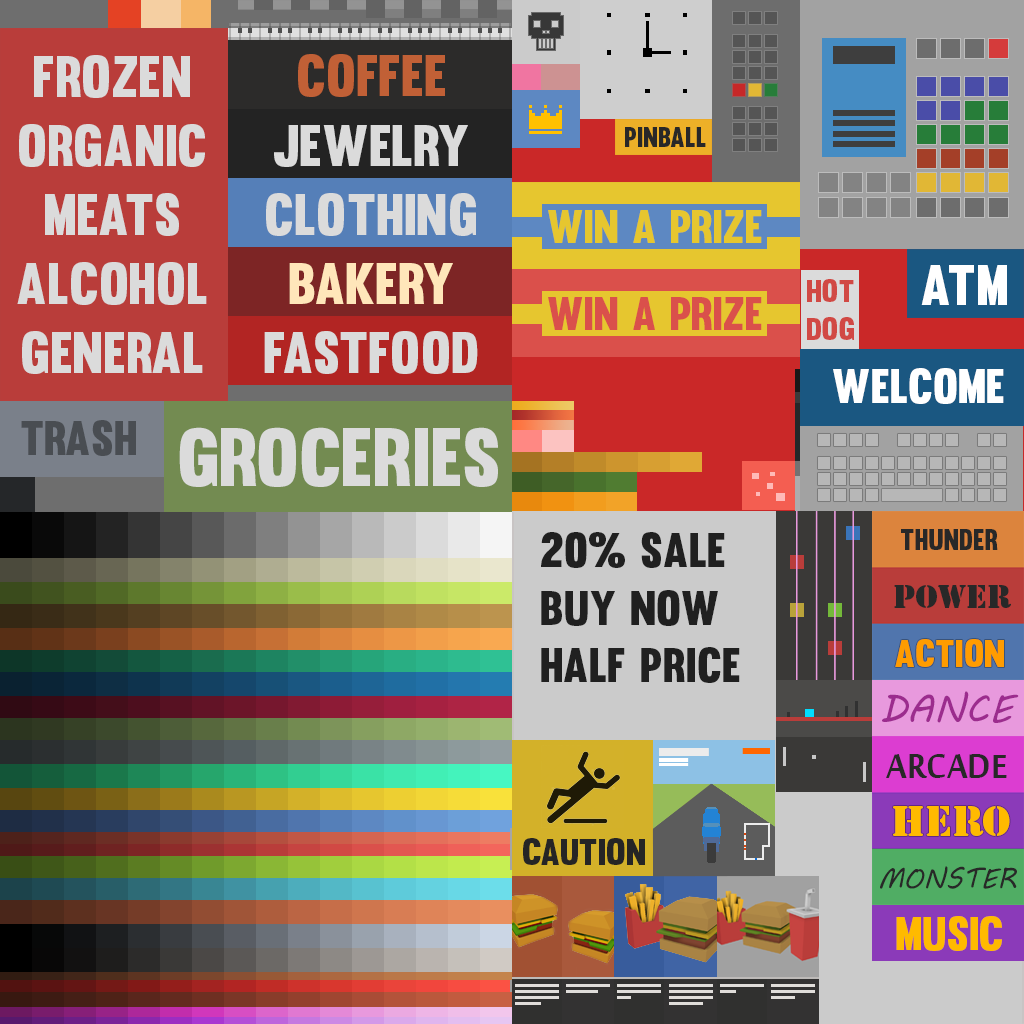 FROZEN
ORGANIC
MEATS
ALCOHOL
GENERAL
COFFEE
JEWELRY
CLOTHING
BAKERY
FASTFOOD
TRASH
GROCERIES
PINBALL
WIN A PRIZE
WIN A PRIZE
HOT
DOG
ATM
WELCOME
20% SALE
BUY NOW
HALF PRICE
CAUTION
THUNDER
POWER
ACTION
DANCE
ARCADE
HERO
MONSTER
MUSIC